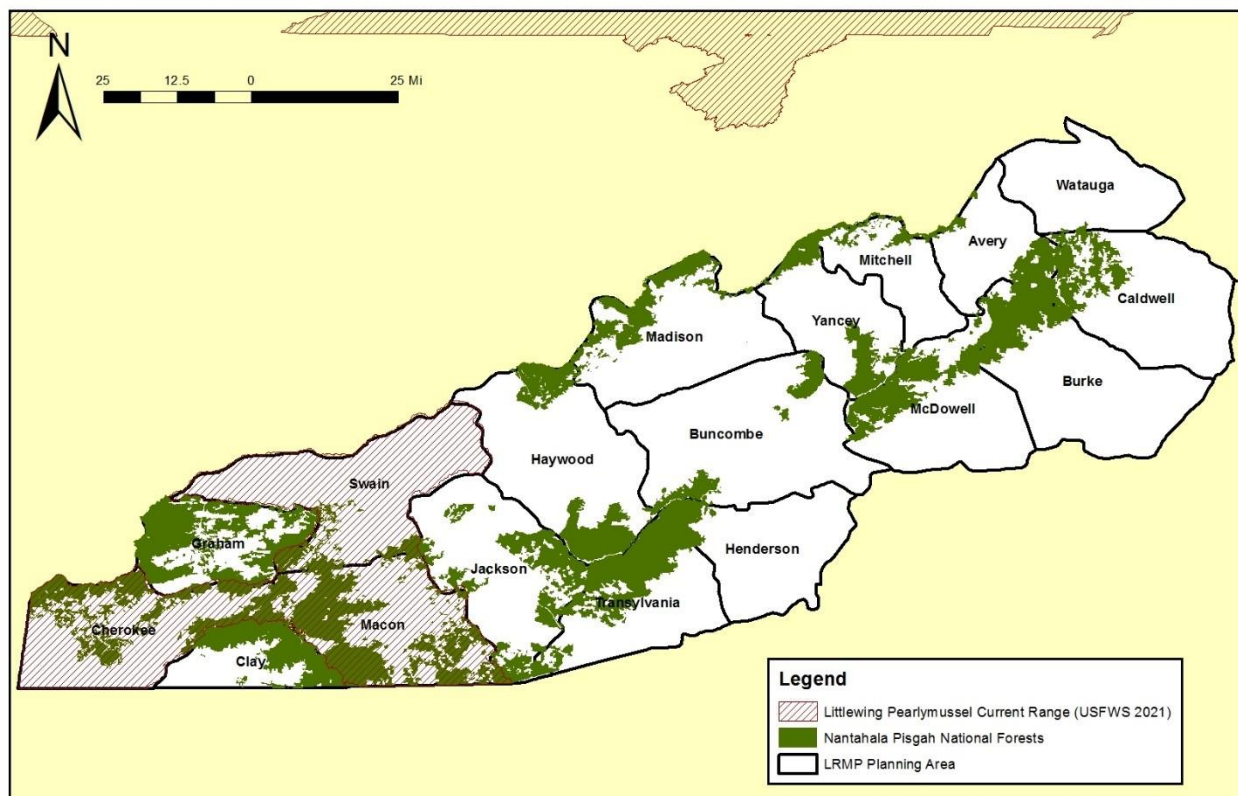 N
25 12.5 0 25 Mi
Watauga
Avery
Mitchell
Caldwell
Yancey
Madison
Burke
McDowell
Buncombe
Haywood
Swain
Graham
Henderson
Jackson
Transylvania
Cherokee
Macon
Clay
Legend
Littlewing Pearlymussel Current Range (USFWS 2021)
Nantahala Pisgah National Forests
LRMP Planning Area